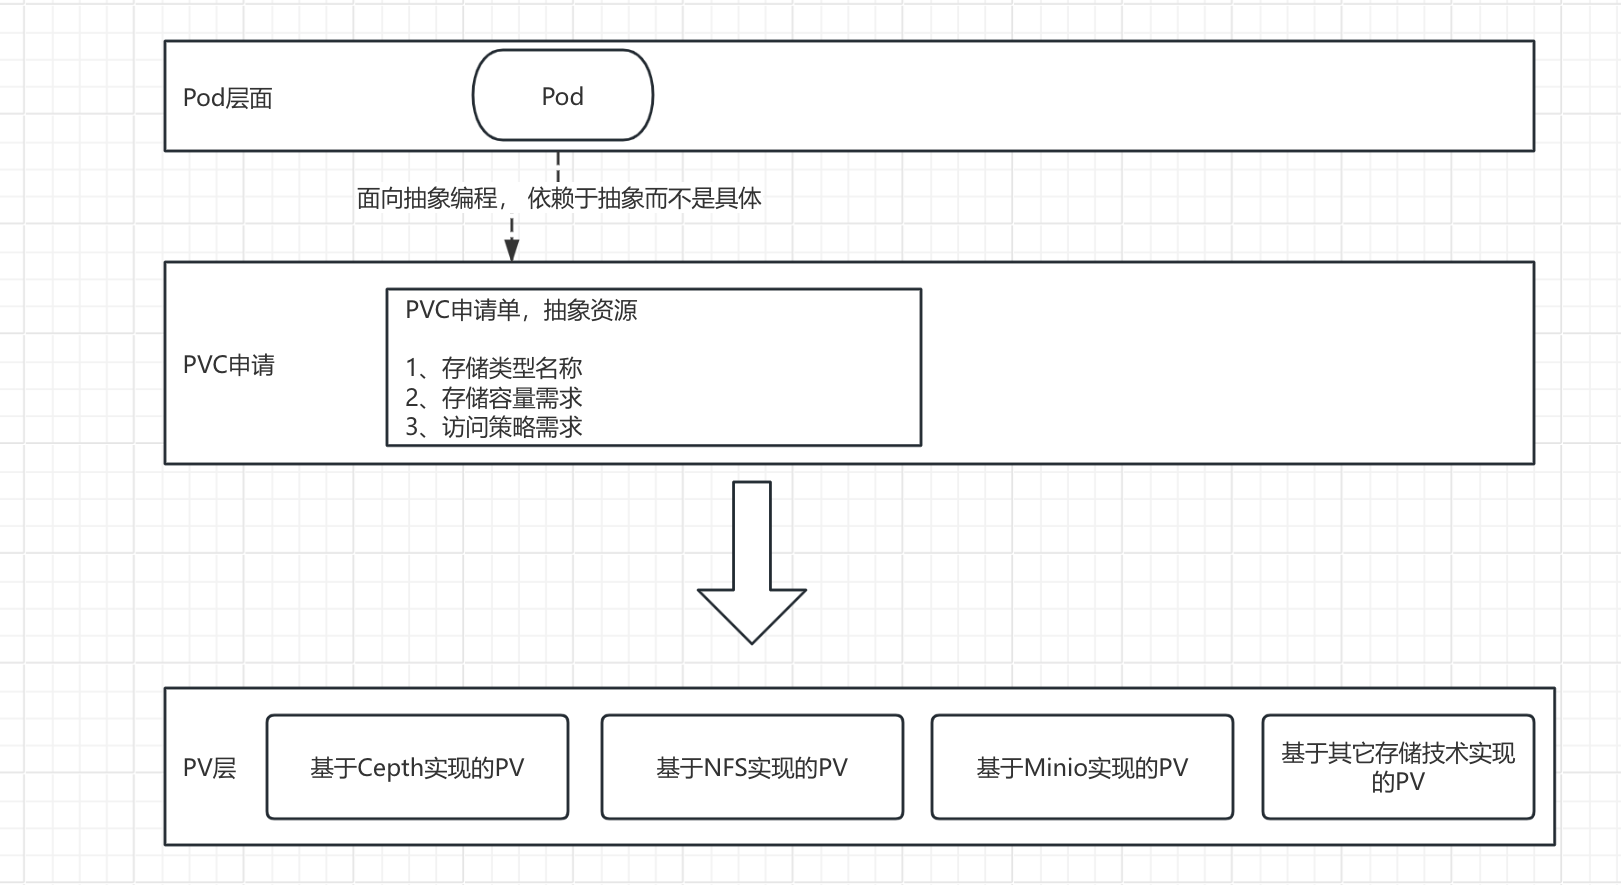 Pod层面
Pod
面向抽象编程， 依赖于抽象而不是具体
PVC申请
PVC申请单，抽象资源
1、存储类型名称
2、存储容量需求
3、访问策略需求
PV层
基于Cepth实现的PV
基于NFS实现的PV
基于Minio实现的PV
基于其它存储技术实现
的PV